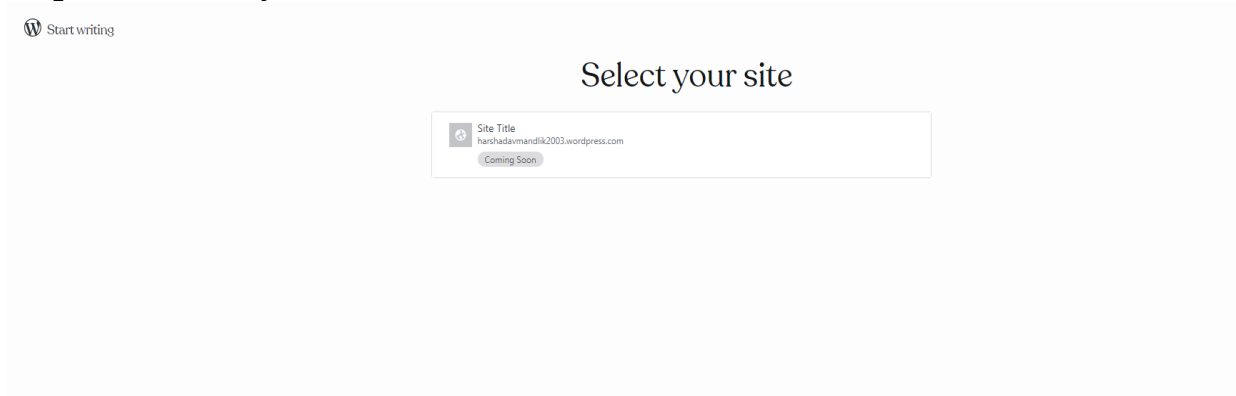 Start writing
Select your site
Site Title
harshadavmandlik2003.wordpress.com
Coming Soon